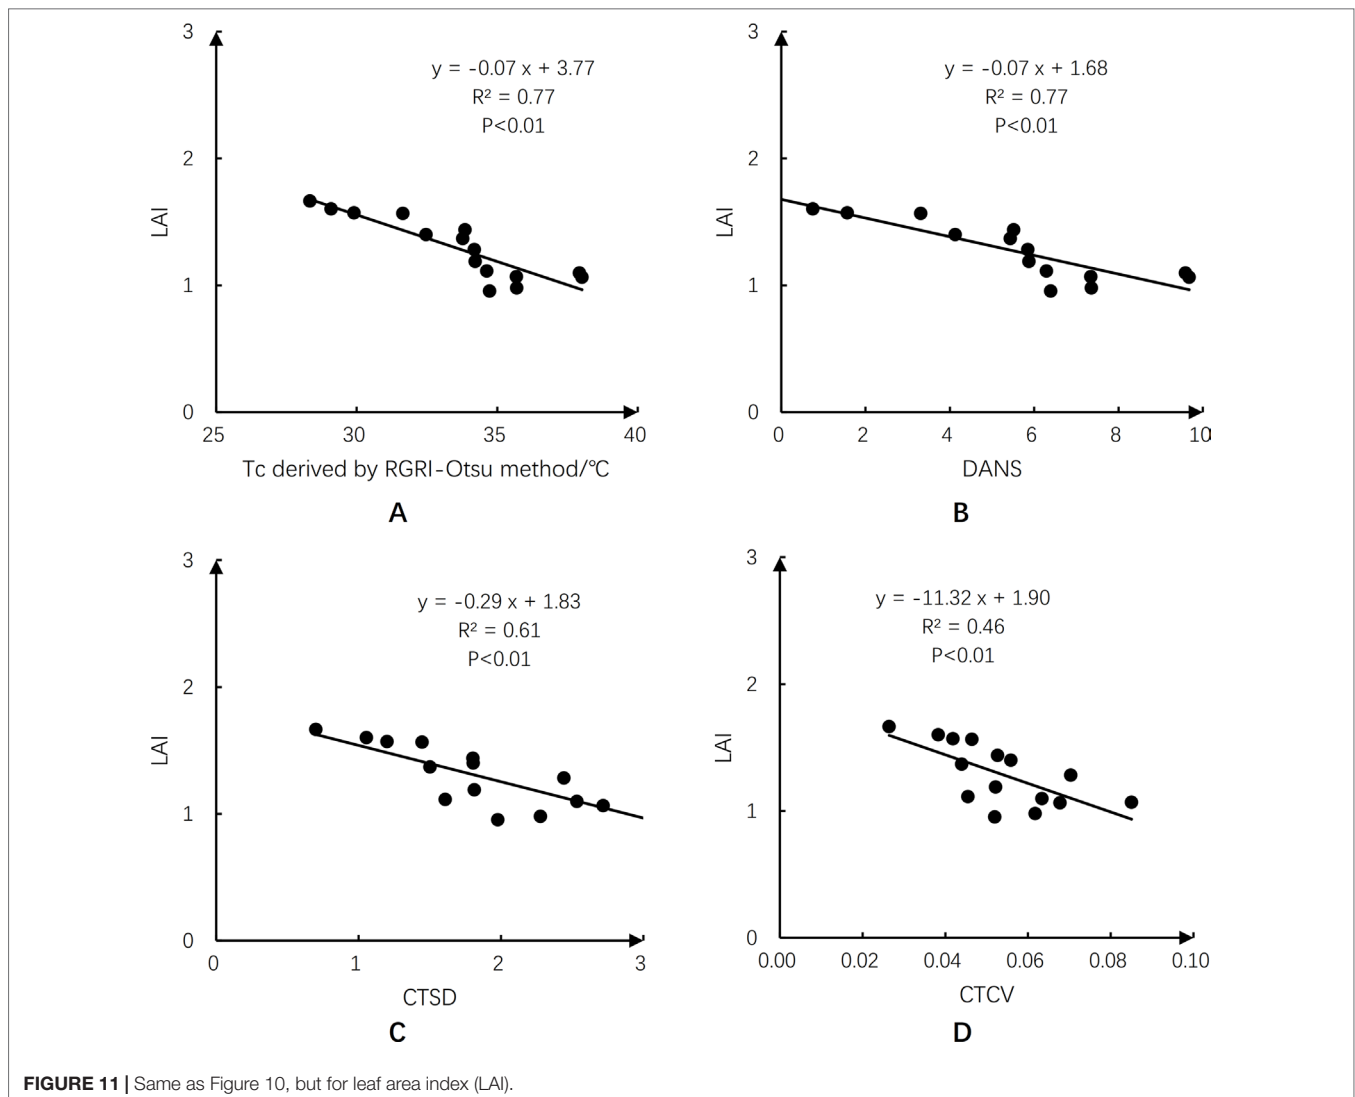 3
2
1
0
LAI
y = -0.07 x + 3.77
R² = 0.77
P<0.01
25 30 35 40
Tc derived by RGRI-Otsu method/℃
A
3
2
1
0
LAI
y = -0.07 x + 1.68
R² = 0.77
P<0.01
0 2 4 6 8 10
DANS
B
3
2
1
0
LAI
y = -0.29 x + 1.83
R² = 0.61
P<0.01
0 1 2 3
CTSD
C
3
2
1
0
LAI
y = -11.32 x + 1.90
R² = 0.46
P<0.01
0.00 0.02 0.04 0.06 0.08 0.10
CTCV
D
FIGURE 11 | Same as Figure 10, but for leaf area index (LAI).